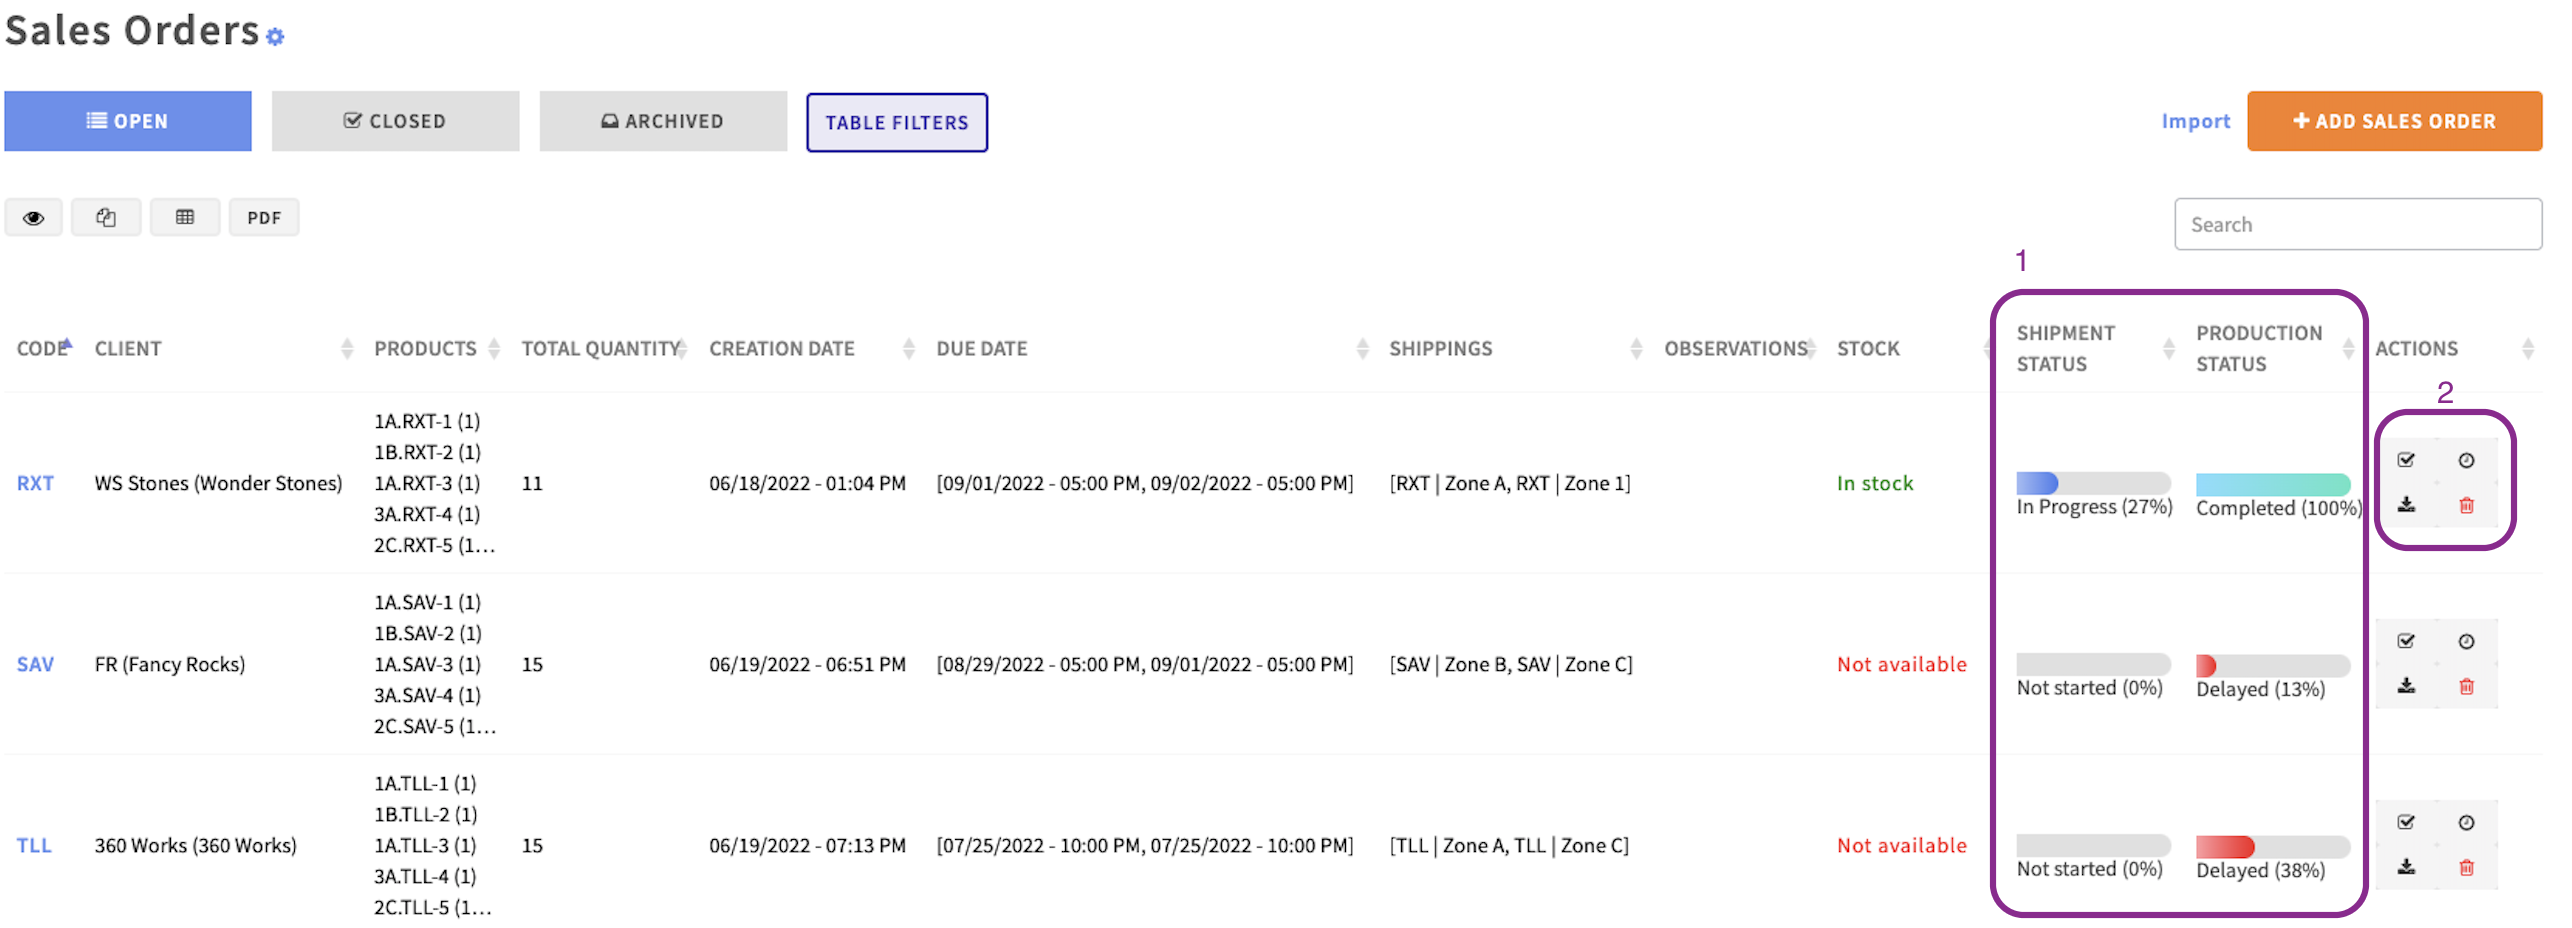 Sales Orders
OPEN
CLOSED
ARCHIVED
TABLE FILTERS
Import
+ ADD SALES ORDER
PDF
Search
1
CODE
CLIENT
PRODUCTS
TOTAL QUANTITY
CREATION DATE
DUE DATE
SHIPPINGS
OBSERVATIONS
STOCK
SHIPMENT
STATUS
PRODUCTION
STATUS
ACTIONS
2
RXT
WS Stones (Wonder Stones)
1A.RXT-1 (1)
1B.RXT-2 (1)
1A.RXT-3 (1)
3A.RXT-4 (1)
2C.RXT-5 (1...
11
06/18/2022 - 01:04 PM
[09/01/2022 - 05:00 PM, 09/02/2022 - 05:00 PM]
[RXT | Zone A, RXT | Zone 1]
In stock
In Progress (27%)
Completed (100%)
SAV
FR (Fancy Rocks)
1A.SAV-1 (1)
1B.SAV-2 (1)
1A.SAV-3 (1)
3A.SAV-4 (1)
2C.SAV-5 (1...
15
06/19/2022 - 06:51 PM
[08/29/2022 - 05:00 PM, 09/01/2022 - 05:00 PM]
[SAV | Zone B, SAV | Zone C]
Not available
Not started (0%)
Delayed (13%)
TLL
360 Works (360 Works)
1A.TLL-1 (1)
1B.TLL-2 (1)
1A.TLL-3 (1)
3A.TLL-4 (1)
2C.TLL-5 (1...
15
06/19/2022 - 07:13 PM
[07/25/2022 - 10:00 PM, 07/25/2022 - 10:00 PM]
[TLL | Zone A, TLL | Zone C]
Not available
Not started (0%)
Delayed (38%)